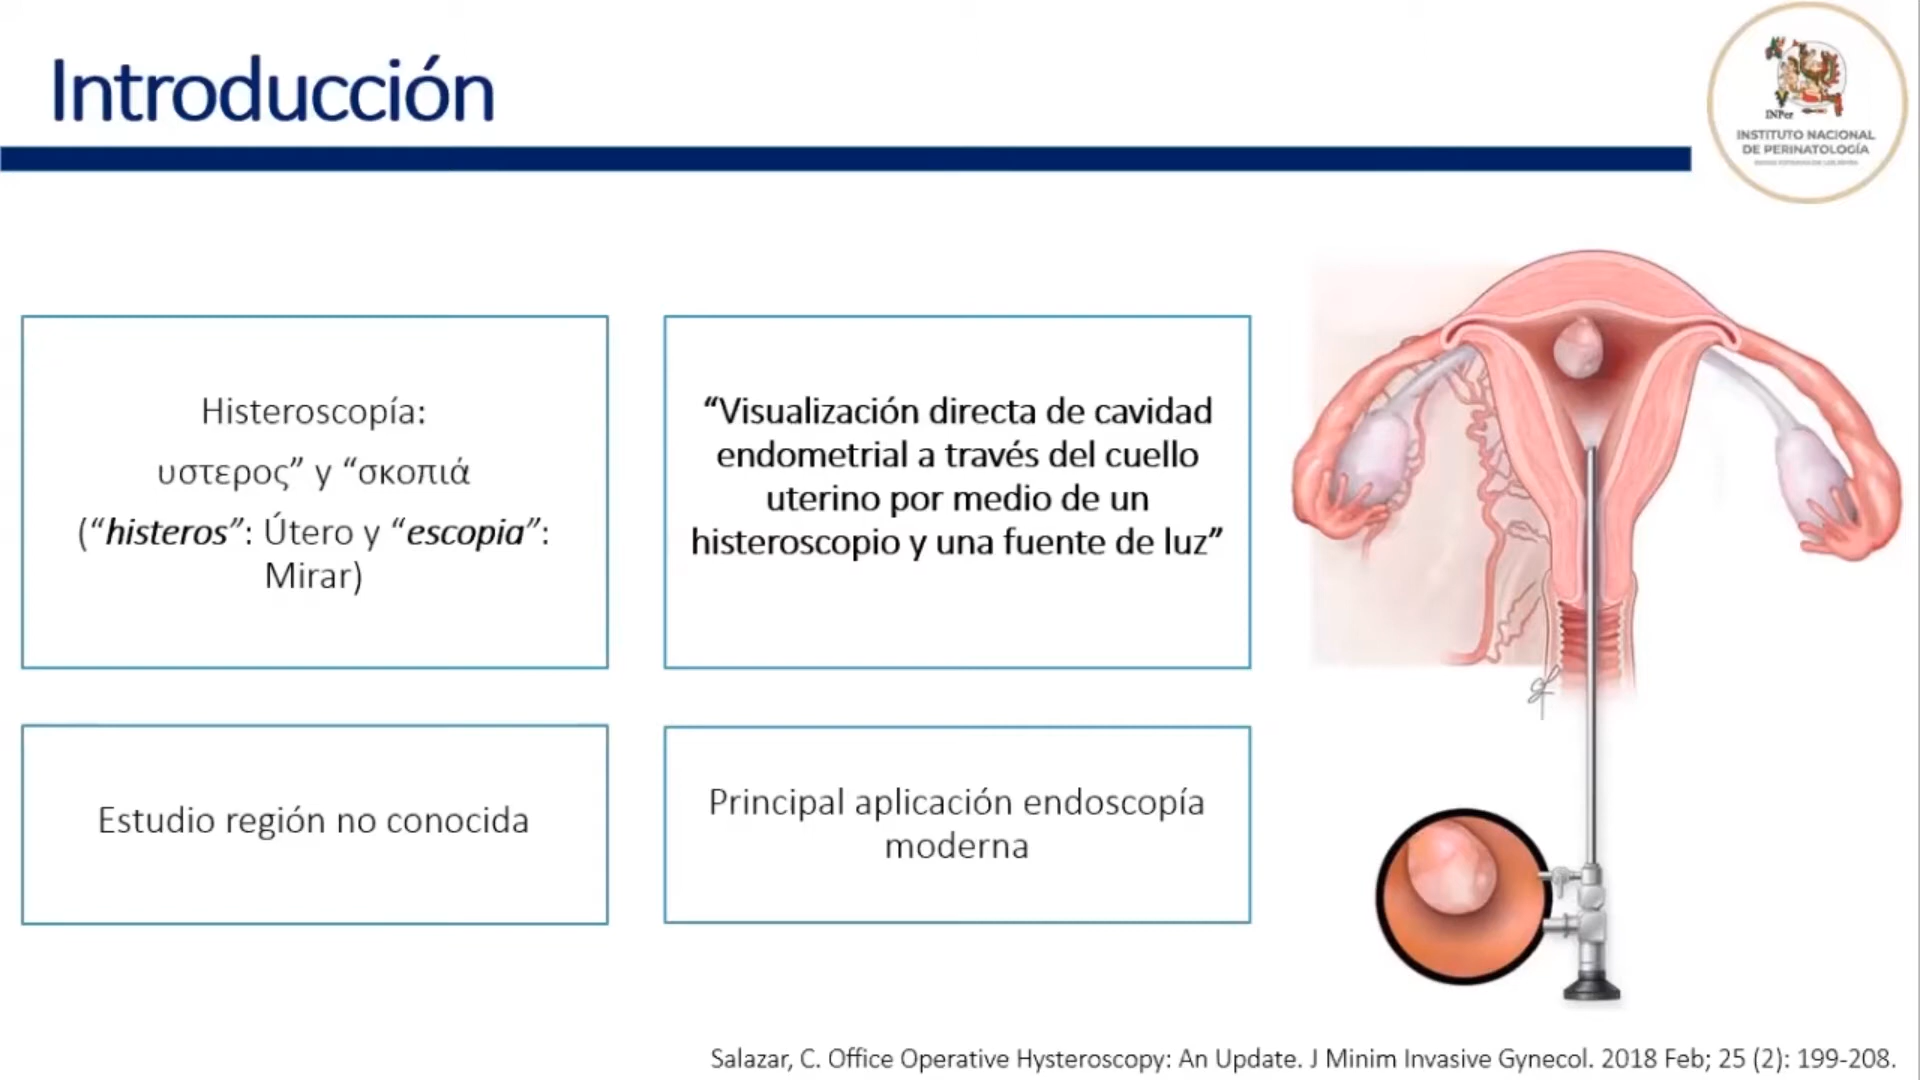 Introducción
INPer
INSTITUTO NACIONAL
DE PERINATOLOGÍA
Histeroscopía:
υστερος” y “σκοπιά
(“histeros”: Útero y “escopia”:
Mirar)
“Visualización directa de cavidad
endometrial a través del cuello
uterino por medio de un
histeroscopio y una fuente de luz”
Estudio región no conocida
Principal aplicación endoscopía
moderna
Salazar, C. Office Operative Hysteroscopy: An Update. J Minim Invasive Gynecol. 2018 Feb; 25 (2): 199-208.